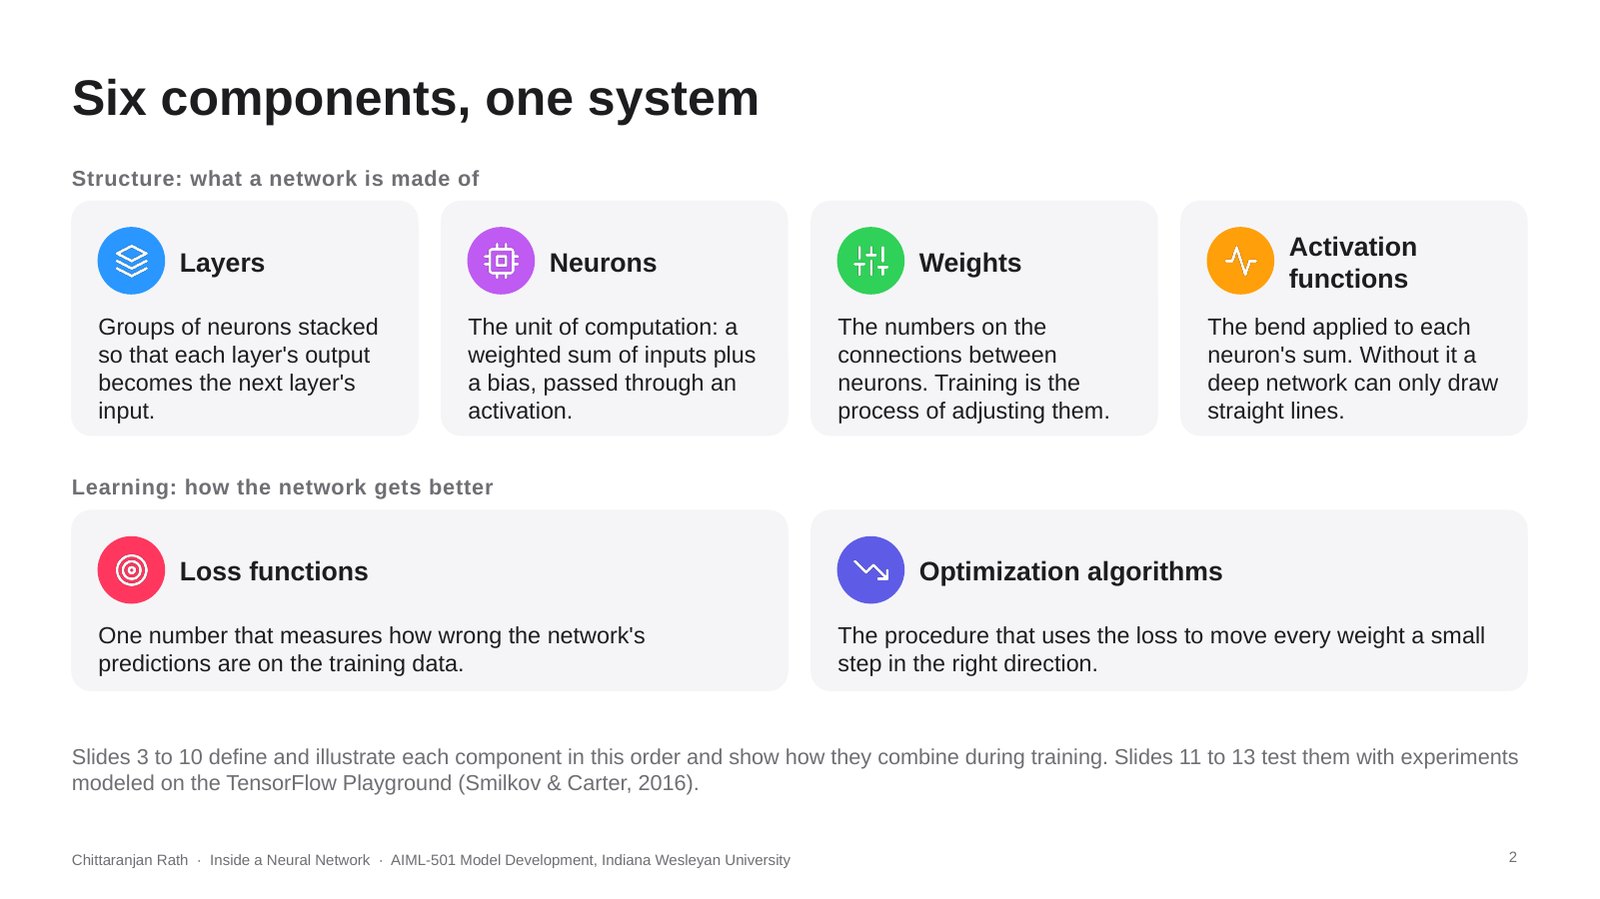 Six components, one system
Structure: what a network is made of
Layers
Groups of neurons stacked
so that each layer's output
becomes the next layer's
input.
Neurons
The unit of computation: a
weighted sum of inputs plus
a bias, passed through an
activation.
Weights
The numbers on the
connections between
neurons. Training is the
process of adjusting them.
Activation
functions
The bend applied to each
neuron's sum. Without it a
deep network can only draw
straight lines.
Learning: how the network gets better
Loss functions
One number that measures how wrong the network's
predictions are on the training data.
Optimization algorithms
The procedure that uses the loss to move every weight a small
step in the right direction.
Slides 3 to 10 define and illustrate each component in this order and show how they combine during training. Slides 11 to 13 test them with experiments
modeled on the TensorFlow Playground (Smilkov & Carter, 2016).
Chittaranjan Rath · Inside a Neural Network · AIML-501 Model Development, Indiana Wesleyan University
2